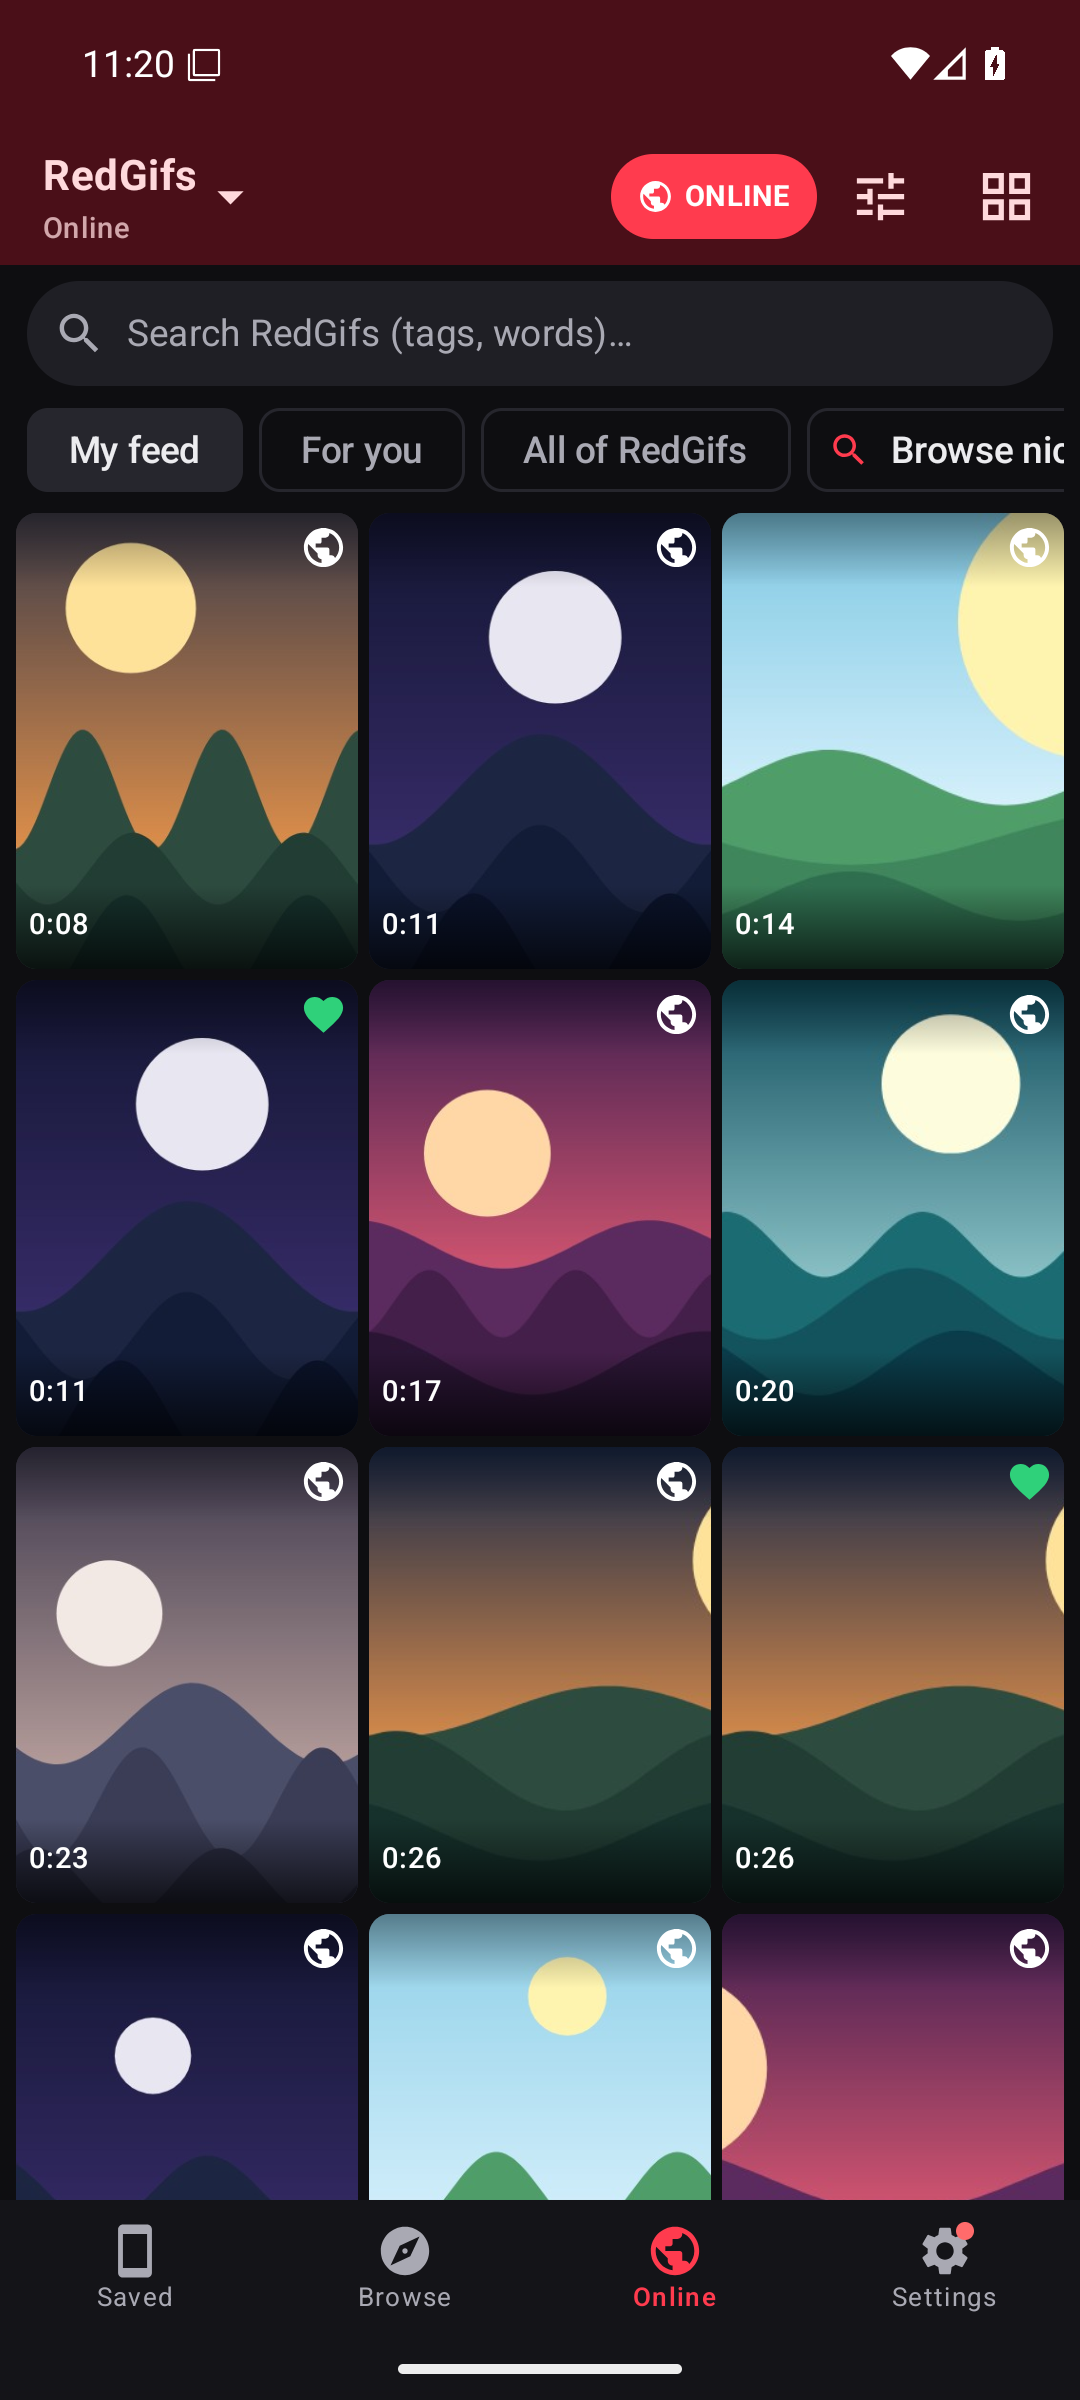 11:20
RedGifs
Online
ONLINE
Search RedGifs (tags, words)...
My feed
For you
All of RedGifs
Browse nic
0:08
0:11
0:14
0:11
0:17
0:20
0:23
0:26
0:26
Saved
Browse
Online
Settings